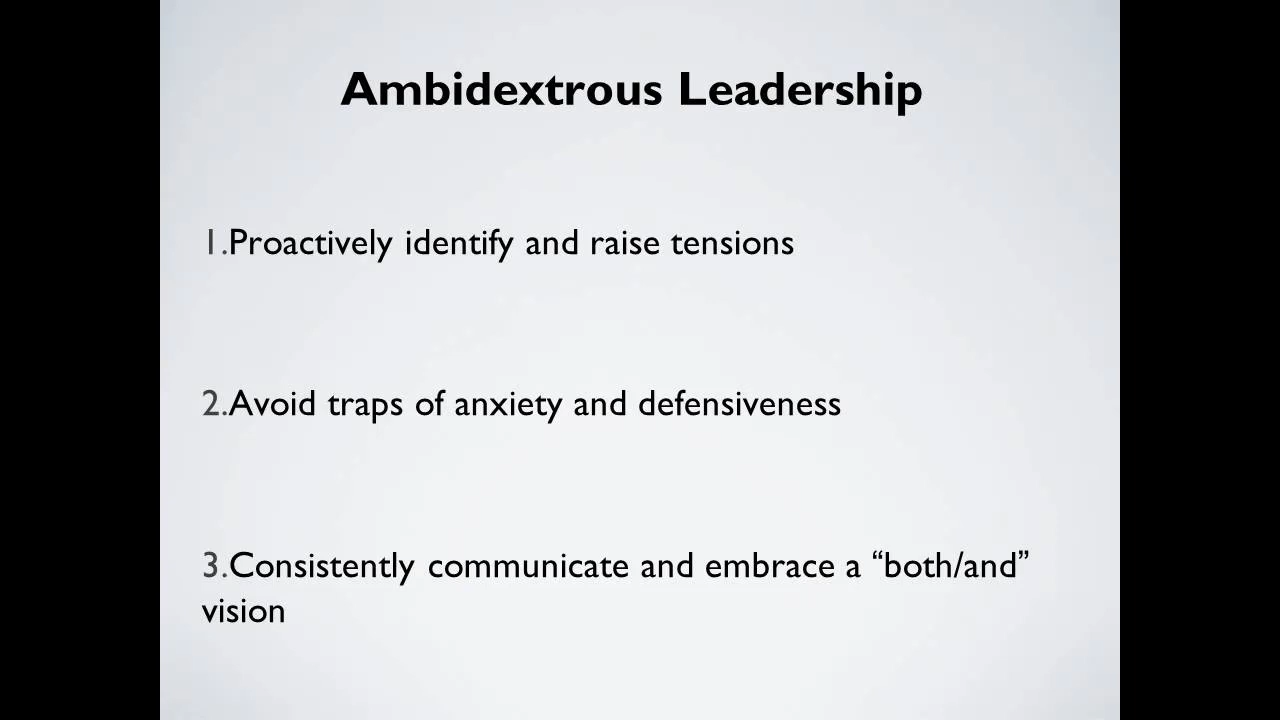 Ambidextrous Leadership
1.Proactively identify and raise tensions
2.Avoid traps of anxiety and defensiveness
3.Consistently communicate and embrace a “both/and”
vision